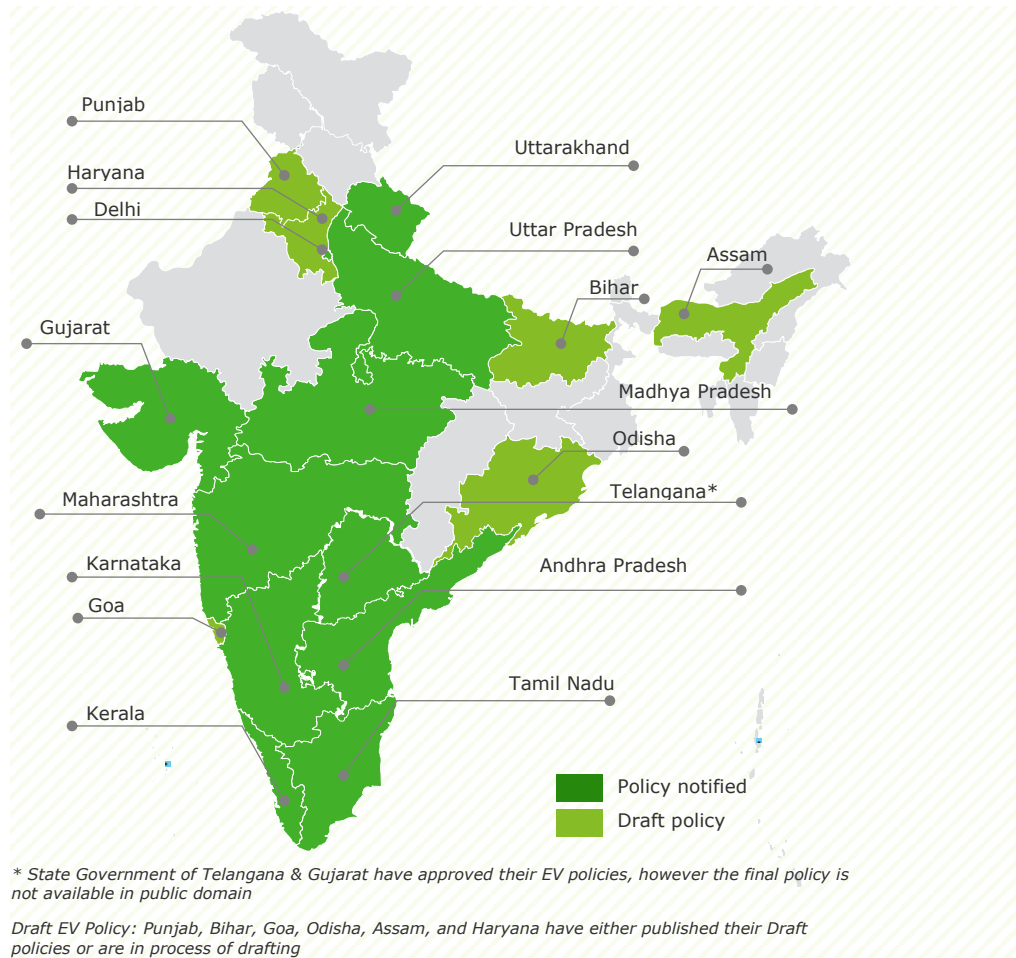 Punjab
Uttarakhand
Haryana
Delhi
Uttar Pradesh
Assam
Bihar
Gujarat
Madhya Pradesh
Odisha
Telangana*
Maharashtra
Karnataka
Andhra Pradesh
Goa
Tamil Nadu
Kerala
Policy notified
Draft policy
* State Government of Telangana & Gujarat have approved their EV policies, however the final policy is
not available in public domain
Draft EV Policy: Punjab, Bihar, Goa, Odisha, Assam, and Haryana have either published their Draft
policies or are in process of drafting